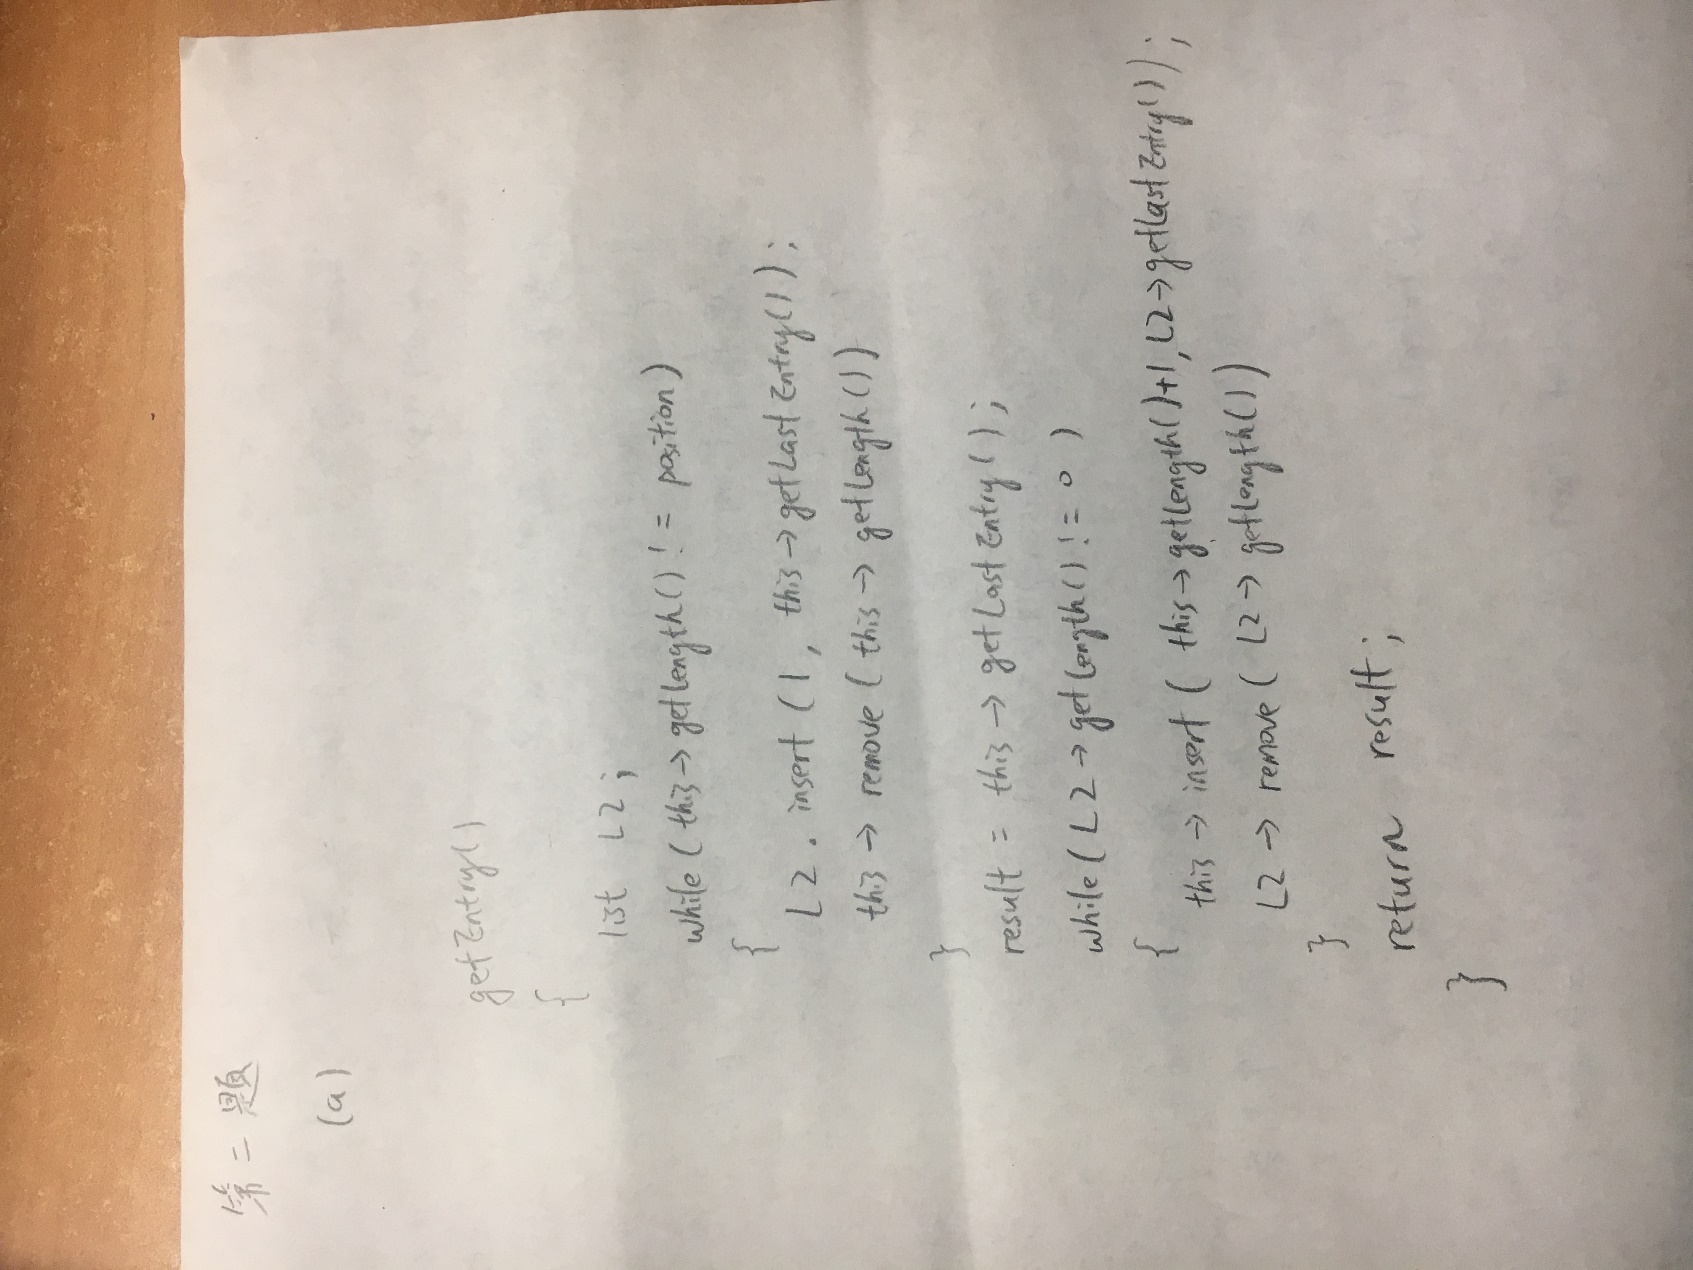 第二題
(a)
getEntry()
{
list L2;
while(this->getLength() != position)
{
L2.insert(1, this->getLastEntry());
this->remove(this->getLength())
}
result = this->getLastEntry();
while(L2->getLength() != 0)
{
this->insert(this->getLength()+1, L2->getLastEntry());
L2->remove(L2->getLength())
}
return result;
}